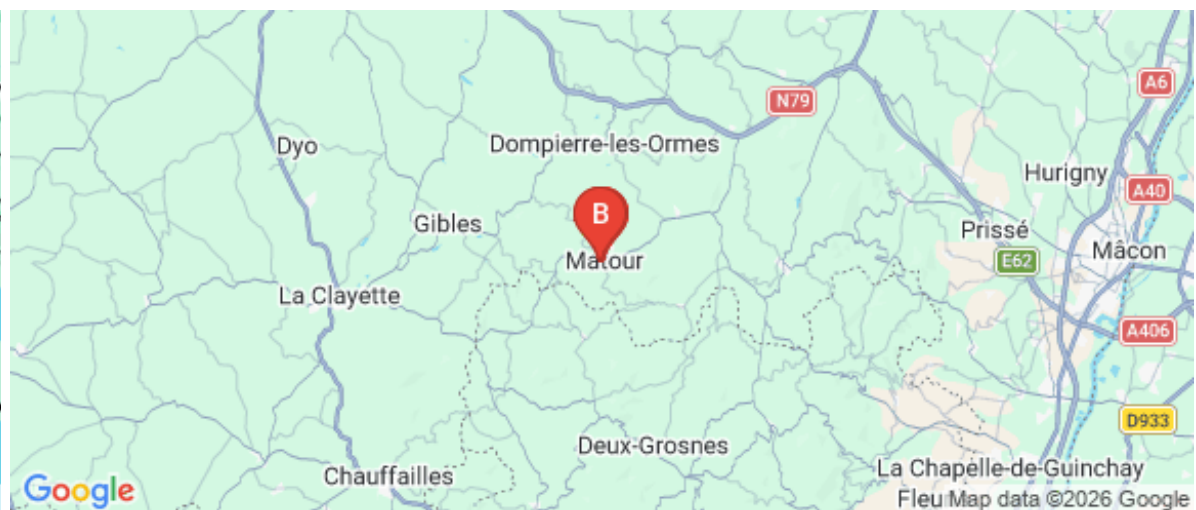 A6
N79
Dyo
Dompierre-les-Ormes
Hurigny
A40
B
Gibles
Prissé
Mâcon
E62
Matour
La Clayette
A406
D933
Deux-Grosnes
La Chapelle-de-Guinchay
Chauffailles
Google
Fleu Map data ©2026 Google